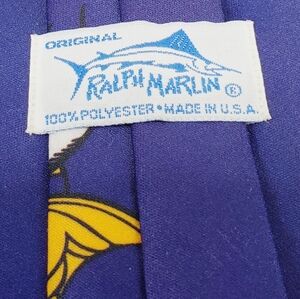 ORIGINAL
RALPH MARLIN ®
100% POLYESTER • MADE IN U.S.A.